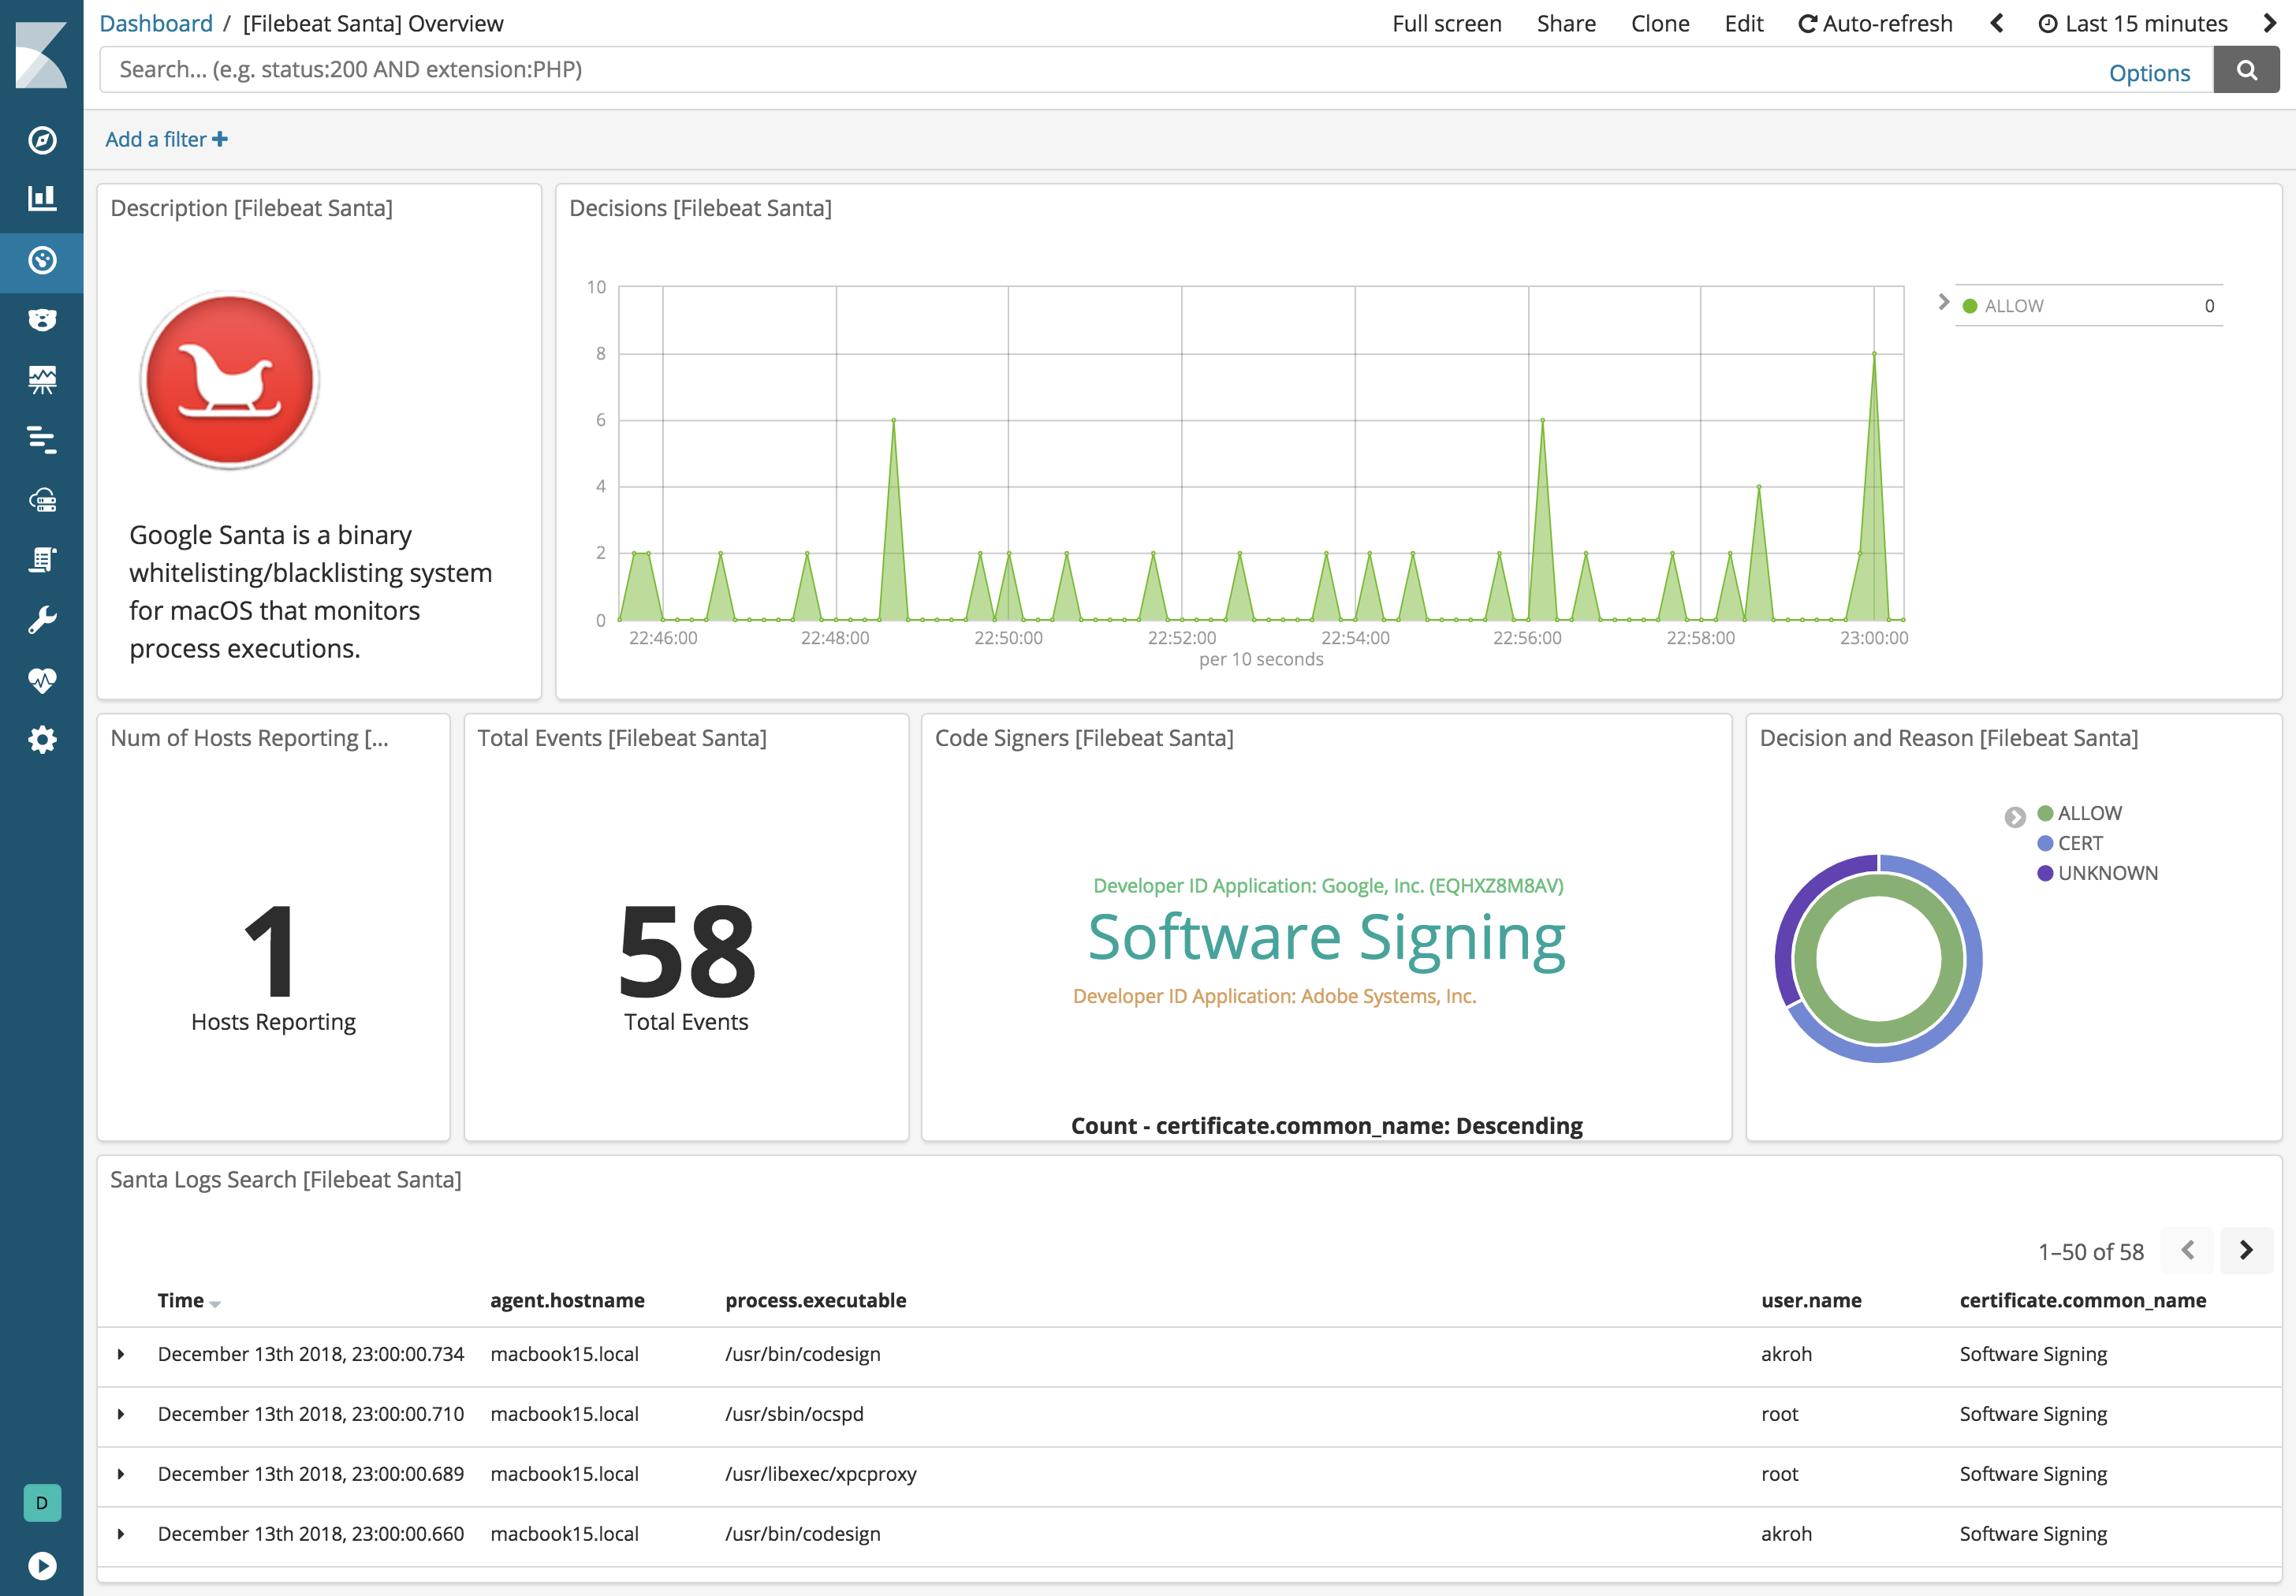 Dashboard / [Filebeat Santa] Overview
Full screen Share Clone Edit Auto-refresh Last 15 minutes
Search... (e.g. status:200 AND extension:PHP)
Options
Add a filter
Description [Filebeat Santa]
Google Santa is a binary
whitelisting/blacklisting system
for macOS that monitors
process executions.
Decisions [Filebeat Santa]
10
8
6
4
2
0
22:46:00 22:48:00 22:50:00 22:52:00 22:54:00 22:56:00 22:58:00 23:00:00
per 10 seconds
ALLOW 0
Num of Hosts Reporting [...
1
Hosts Reporting
Total Events [Filebeat Santa]
58
Total Events
Code Signers [Filebeat Santa]
Developer ID Application: Google, Inc. (EQHXZ8M8AV)
Software Signing
Developer ID Application: Adobe Systems, Inc.
Count - certificate.common_name: Descending
Decision and Reason [Filebeat Santa]
ALLOW
CERT
UNKNOWN
Santa Logs Search [Filebeat Santa]
1–50 of 58
Time agent.hostname process.executable user.name certificate.common_name
December 13th 2018, 23:00:00.734 macbook15.local /usr/bin/codesign akroh Software Signing
December 13th 2018, 23:00:00.710 macbook15.local /usr/sbin/ocspd root Software Signing
December 13th 2018, 23:00:00.689 macbook15.local /usr/libexec/xpcproxy root Software Signing
December 13th 2018, 23:00:00.660 macbook15.local /usr/bin/codesign akroh Software Signing
D